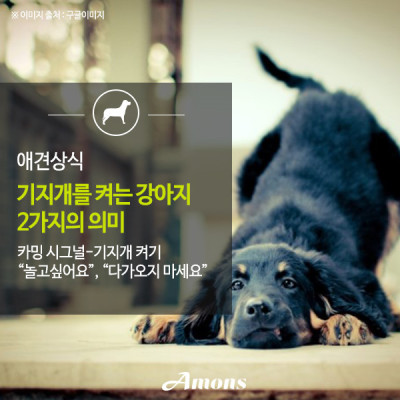 ※ 이미지 출처 : 구글이미지
애견상식
기지개를 켜는 강아지
2가지의 의미
카밍 시그널-기지개 켜기
“놀고싶어요”, “다가오지 마세요”
Amons